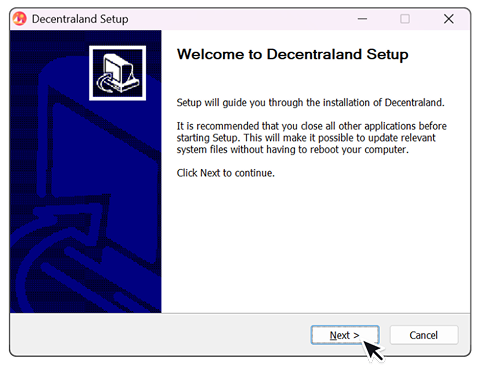 Decentraland Setup
Welcome to Decentraland Setup
Setup will guide you through the installation of Decentraland.
It is recommended that you close all other applications before
starting Setup. This will make it possible to update relevant
system files without having to reboot your computer.
Click Next to continue.
Next >
Cancel